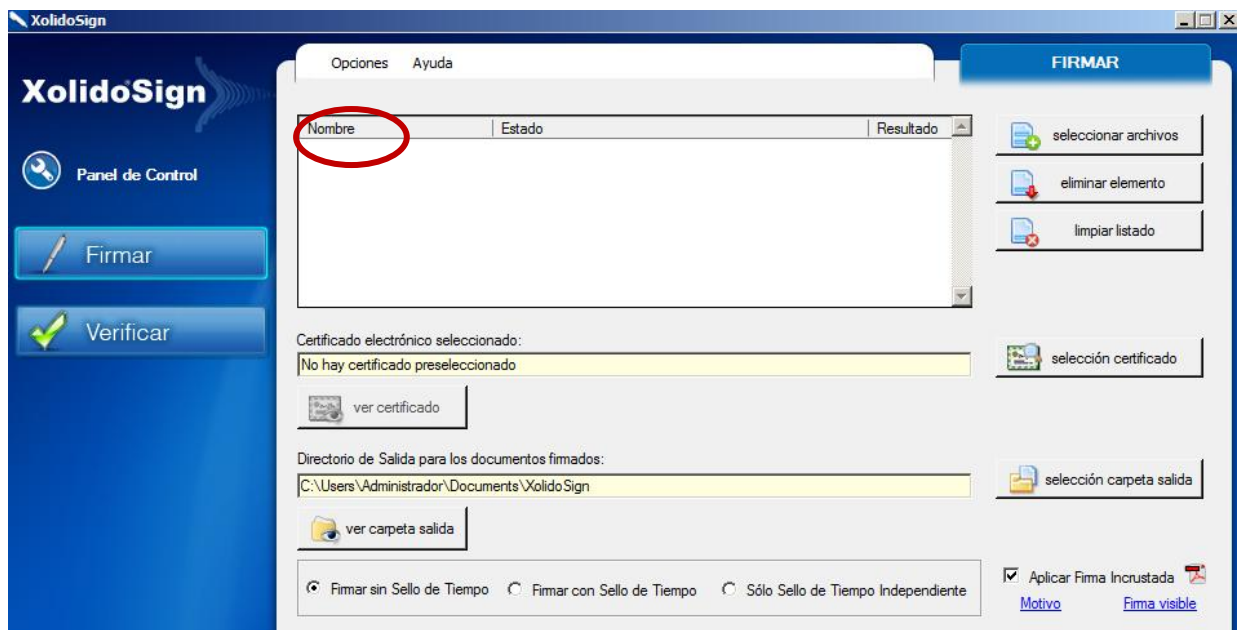 XolidoSign
Opciones Ayuda
FIRMAR
XolidoSign
Nombre Estado Resultado
seleccionar archivos
Panel de Control
eliminar elemento
limpiar listado
Firmar
Verificar
Certificado electrónico seleccionado:
No hay certificado preseleccionado
selección certificado
ver certificado
Directorio de Salida para los documentos firmados:
C:\Users\Administrador\Documents\XolidoSign
selección carpeta salida
ver carpeta salida
Firmar sin Sello de Tiempo Firmar con Sello de Tiempo Sólo Sello de Tiempo Independiente
Aplicar Firma Incrustada
Motivo Firma visible